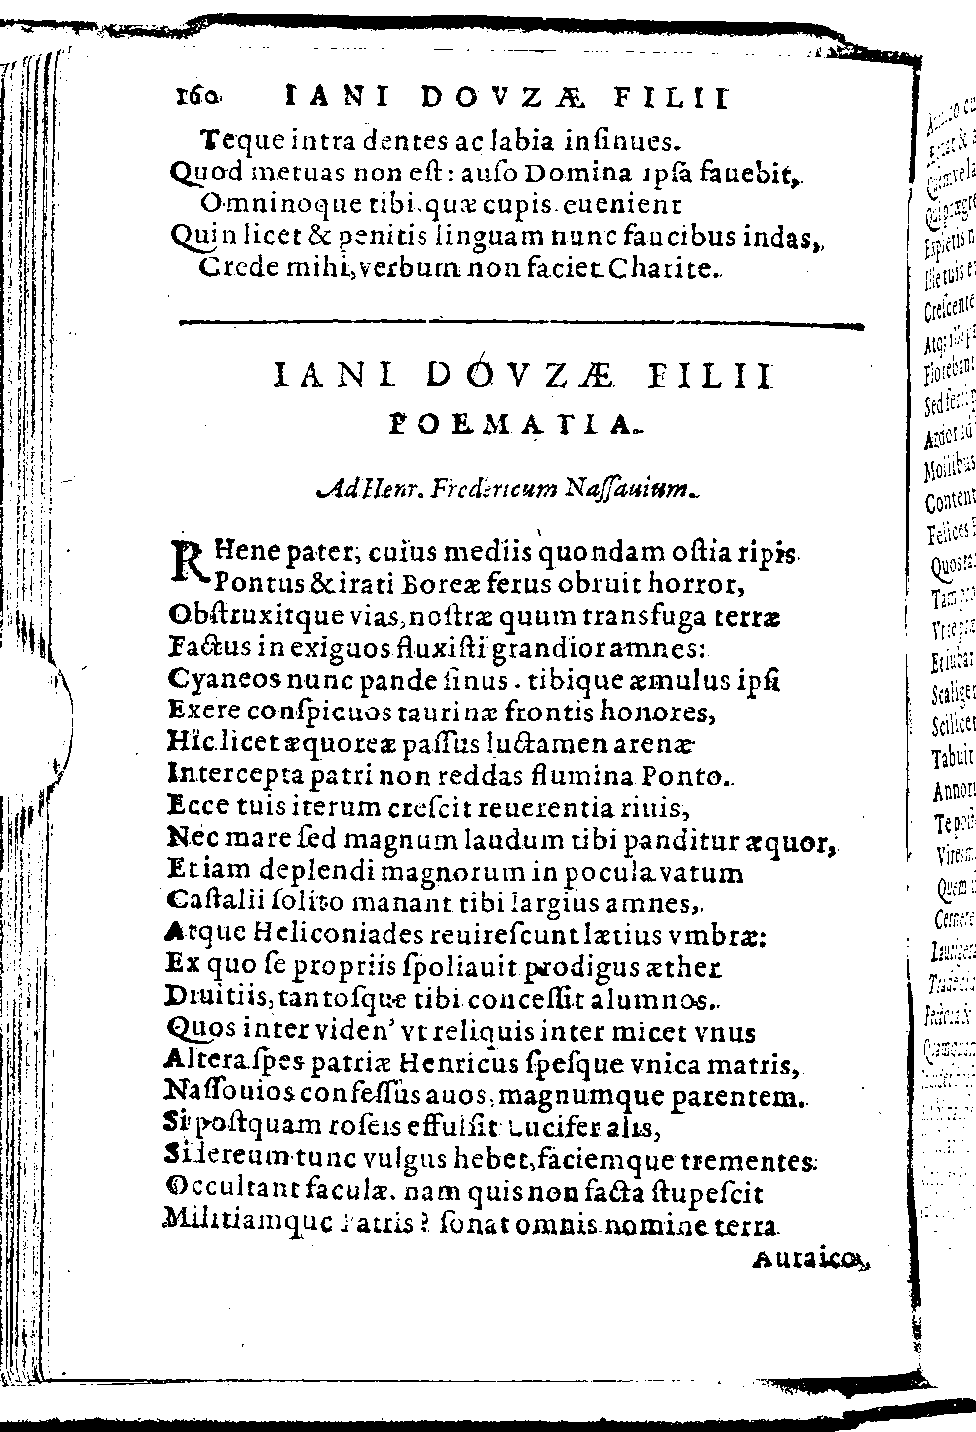 160 IANI DOVZÆ FILII
Teque intra dentes ac labia inſinues.
Quod metuas non eſt: auſo Domina ipſa fauebit,
Omninoque tibi quæ cupis euenient
Quin licet & penitis linguam nunc faucibus indas,
Crede mihi, verbum non faciet Charite.
IANI DOVZÆ FILII
POEMATIA.
Ad Henr. Fredericum Naſſauium.
RHene pater, cuius mediis quondam oſtia ripis
Pontus & irati Boreæ ferus obruit horror,
Obſtruxitque vias, noſtræ quum transfuga terræ
Factus in exiguos fluxiſti grandior amnes:
Cyaneos nunc pande ſinus. tibique æmulus ipſi
Exere conſpicuos taurinæ frontis honores,
Hic licet æquoreæ paſſus luctamen arenæ
Intercepta patri non reddas flumina Ponto.
Ecce tuis iterum creſcit reuerentia riuis,
Nec mare ſed magnum laudum tibi panditur æquor,
Etiam deplendi magnorum in pocula vatum
Caſtalii ſolito manant tibi largius amnes,
Atque Heliconiades reuireſcunt lætius vmbræ:
Ex quo ſe propriis ſpoliauit prodigus æther
Diuitiis, tantoſque tibi conceſſit alumnos.
Quos inter viden' vt reliquis inter micet vnus
Altera ſpes patriæ Henricus ſpeſque vnica matris,
Naſſouios confeſſus auos, magnumque parentem.
Si poſtquam roſeis effulſit Lucifer alis,
Sidereum tunc vulgus hebet, faciemque trementes
Occultant faculæ. nam quis non facta ſtupeſcit
Militiamque Patris? ſonat omnis nomine terra
Auraico,